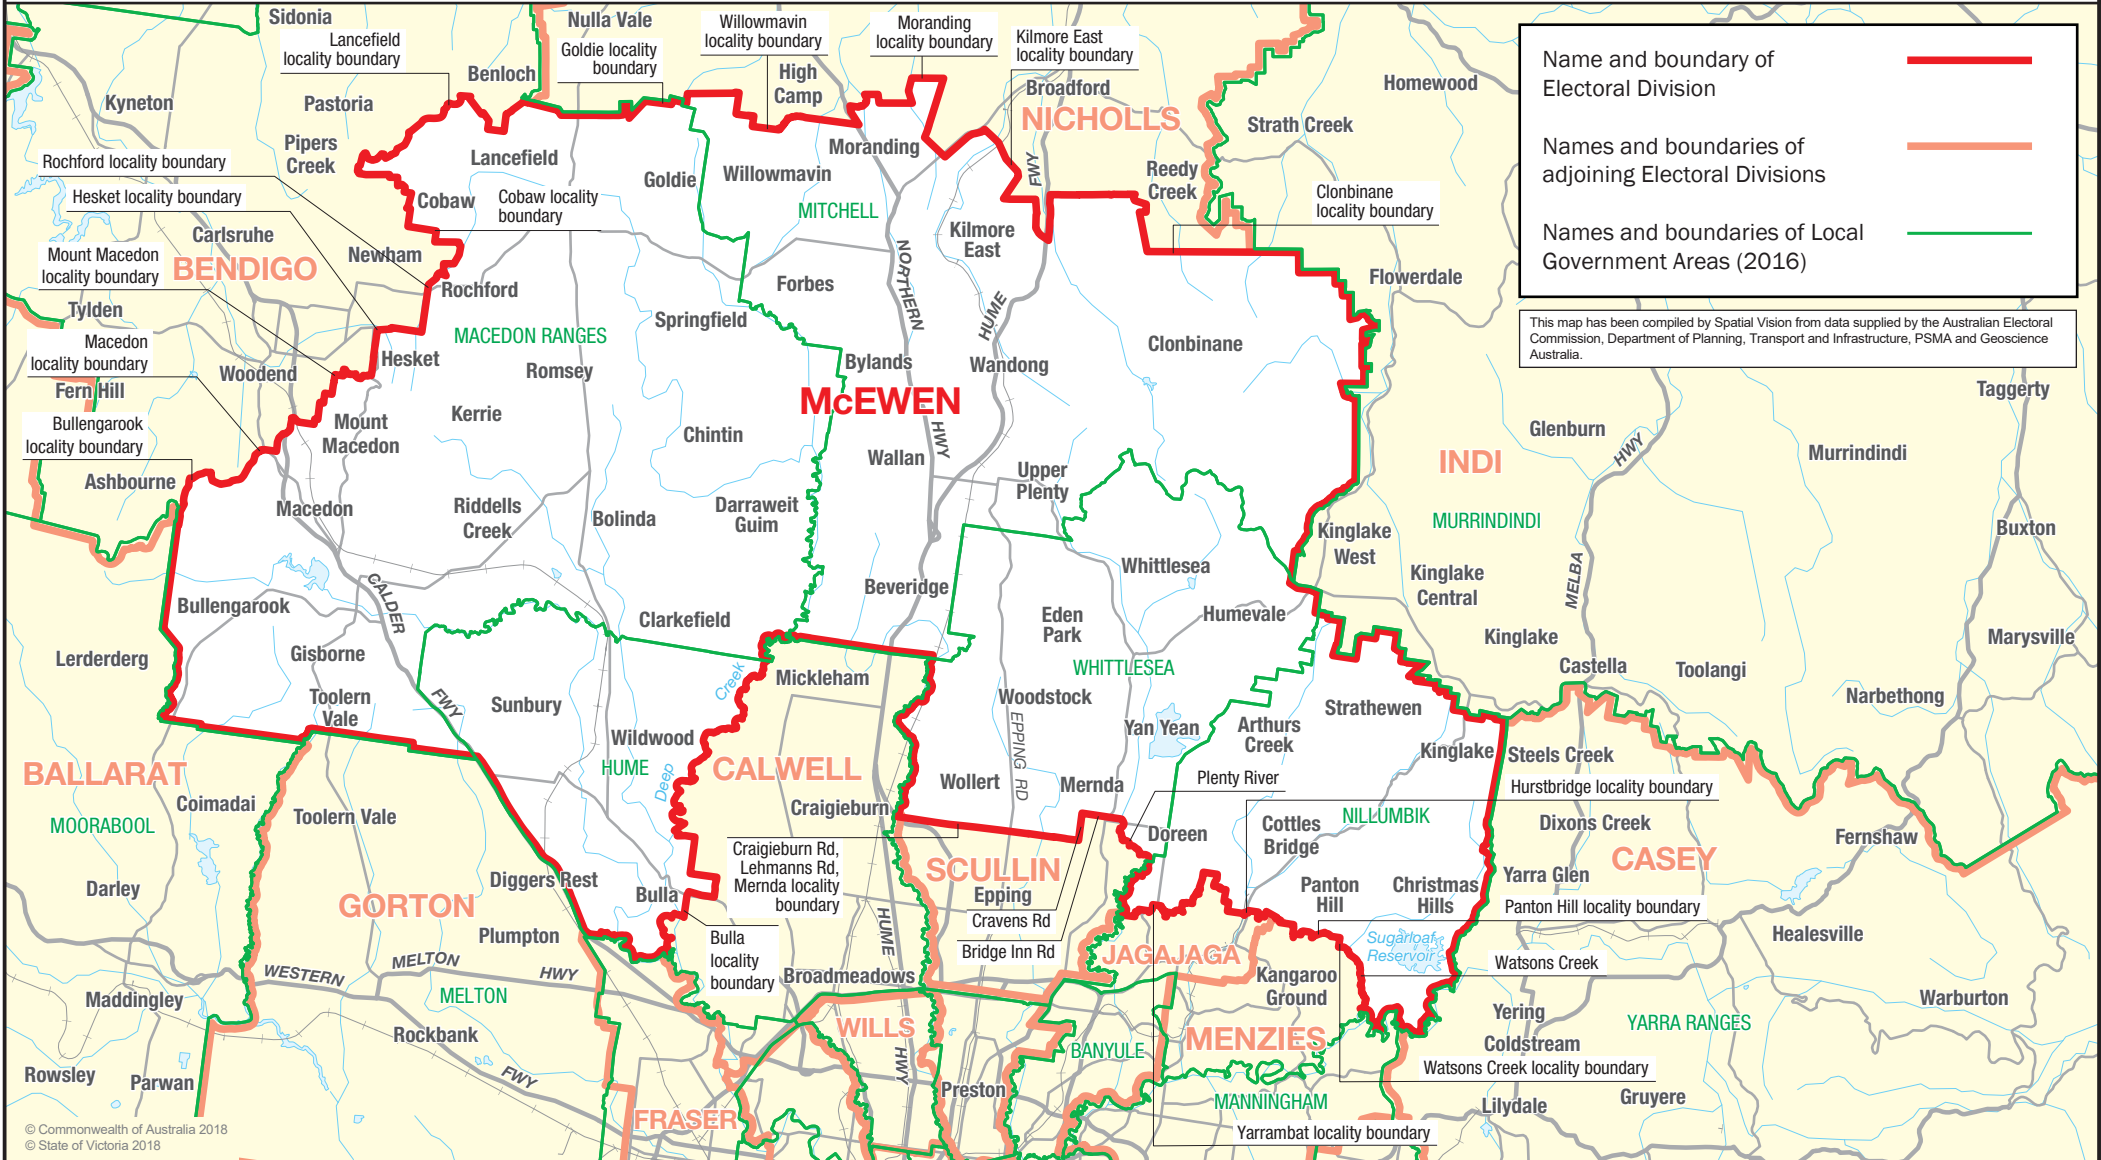 Sidonia
Nulla Vale
Willowmavin
locality boundary
Moranding
locality boundary
Kilmore East
locality boundary
Lancefield
locality boundary
Goldie locality
boundary
Benloch
High
Camp
Broadford
Homewood
Name and boundary of
Electoral Division
Names and boundaries of
adjoining Electoral Divisions
Names and boundaries of Local
Government Areas (2016)
This map has been compiled by Spatial Vision from data supplied by the Australian Electoral
Commission, Department of Planning, Transport and Infrastructure, PSMA and Geoscience
Australia.
Kyneton
Pastoria
NICHOLLS
Strath Creek
Pipers
Creek
Rochford locality boundary
Hesket locality boundary
Lancefield
Goldie
Willowmavin
Moranding
FWY
Reedy
Creek
Clonbinane
locality boundary
Cobaw
Cobaw locality
boundary
MITCHELL
Carlsruhe
Newham
Mount Macedon
locality boundary
BENDIGO
Kilmore
East
NORTHERN
Flowerdale
Rochford
Forbes
Tylden
MACEDON RANGES
Springfield
HUME
Macedon
locality boundary
Clonbinane
Woodend
Hesket
Romsey
Bylands
Wandong
Fern Hill
McEWEN
Taggerty
Bullengarook
locality boundary
Mount
Macedon
Kerrie
Chintin
HWY
Glenburn
HWY
Murrindindi
Wallan
INDI
Ashbourne
Upper
Plenty
Macedon
Riddells
Creek
Bolinda
Darraweit
Guim
Kinglake
West
MURRINDINDI
Buxton
Whittlesea
Kinglake
Central
MELBA
CALDER
Bullengarook
Beveridge
Clarkefield
Eden
Park
Humevale
Kinglake
Marysville
Lerderderg
Gisborne
Mickleham
WHITTLESEA
Castella
Toolangi
Creek
Toolern
Vale
FWY
Sunbury
Woodstock
Strathewen
Narbethong
EPPING RD
Yan Yean
Arthurs
Creek
Wildwood
Kinglake
Steels Creek
BALLARAT
HUME
Deep
CALWELL
Wollert
Mernda
Plenty River
Hurstbridge locality boundary
Coimadai
Toolern Vale
Craigieburn
NILLUMBIK
MOORABOOL
Doreen
Cottles
Bridge
Dixons Creek
Fernshaw
Craigieburn Rd,
Lehmanns Rd,
Mernda locality
boundary
SCULLIN
Epping
CASEY
Darley
Diggers Rest
Bulla
Panton
Hill
Christmas
Hills
Yarra Glen
GORTON
Panton Hill locality boundary
Cravens Rd
HUME
Plumpton
Bulla
locality
boundary
Bridge Inn Rd
Sugarloaf
Reservoir
Healesville
JAGAJAGA
Watsons Creek
WESTERN
MELTON
HWY
Broadmeadows
Kangaroo
Ground
Maddingley
MELTON
Warburton
Yering
WILLS
YARRA RANGES
Rockbank
MENZIES
Coldstream
BANYULE
Watsons Creek locality boundary
HWY
Rowsley
Parwan
FWY
Preston
Gruyere
MANNINGHAM
Lilydale
FRASER
Yarrambat locality boundary
© Commonwealth of Australia 2018
© State of Victoria 2018